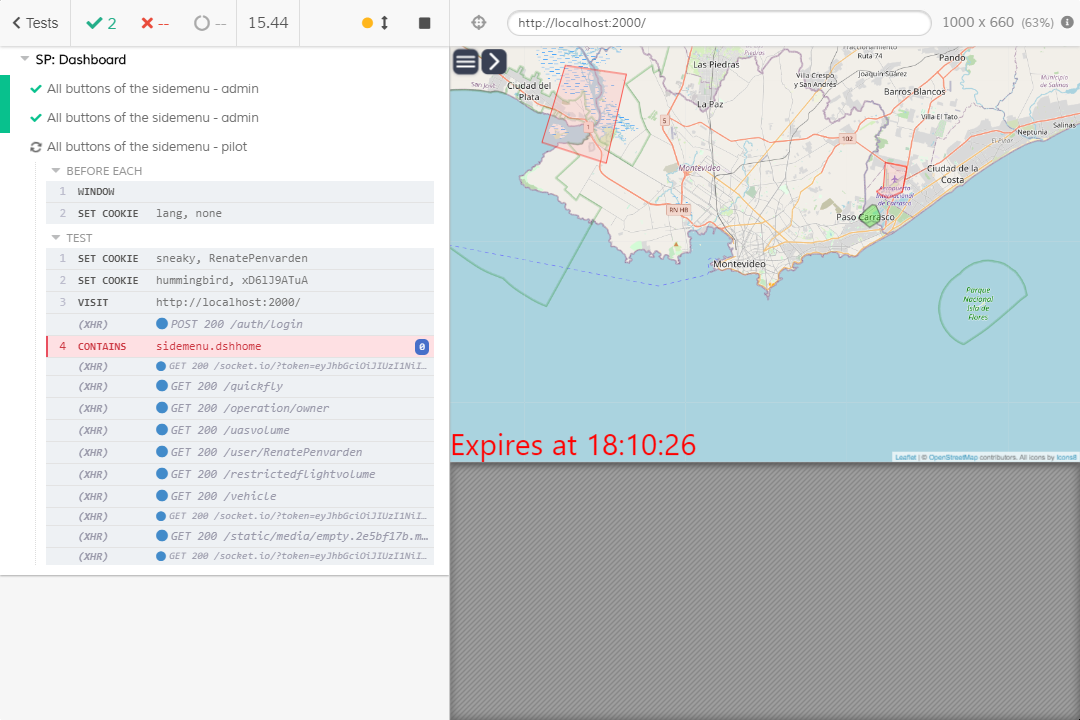 Tests
2
--
--
15.44
http://localhost:2000/
1000 x 660 (63%)
SP: Dashboard
All buttons of the sidemenu - admin
All buttons of the sidemenu - admin
All buttons of the sidemenu - pilot
BEFORE EACH
1 WINDOW
2 SET COOKIE lang, none
TEST
1 SET COOKIE sneaky, RenatePenvarden
2 SET COOKIE hummingbird, xD6lJ9ATuA
3 VISIT http://localhost:2000/
(XHR) POST 200 /auth/login
4 CONTAINS sidemenu.dshhome 0
(XHR) GET 200 /socket.io/?token=eyJhbGciOiJIUzI1NiI…
(XHR) GET 200 /quickfly
(XHR) GET 200 /operation/owner
(XHR) GET 200 /uasvolume
(XHR) GET 200 /user/RenatePenvarden
(XHR) GET 200 /restrictedflightvolume
(XHR) GET 200 /vehicle
(XHR) GET 200 /socket.io/?token=eyJhbGciOiJIUzI1NiI…
(XHR) GET 200 /static/media/empty.2e5bf17b.m…
(XHR) GET 200 /socket.io/?token=eyJhbGciOiJIUzI1NiI…
Piedras
Ruta 74
Pando
Las Piedras
Villa Crespo
y San Andrés
Joaquín Suárez
Municipio
de Salinas
San José
Ciudad del
Plata
Barros Blancos
La Paz
Villa El Tato
Salinas
5
1
102
Neptunia
El Pinar
Montevideo
Ciudad de la
Costa
Aeropuerto
Internacional
de Carrasco
RN HB
Paso Carrasco
Montevideo
Parque
Nacional
Isla de
Flores
Expires at 18:10:26
Leaflet | © OpenStreetMap contributors. All icons by Icons8